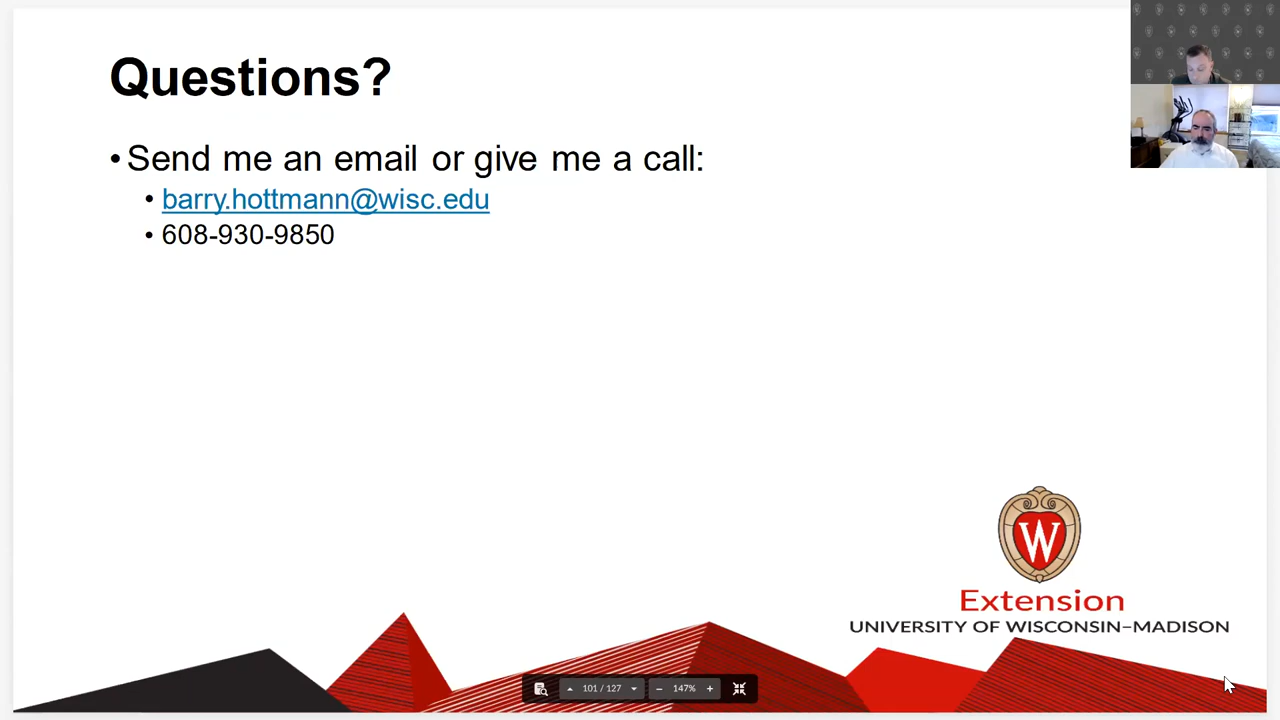 Questions?
• Send me an email or give me a call:
• barry.hottmann@wisc.edu
• 608-930-9850
W
Extension
UNIVERSITY OF WISCONSIN–MADISON
101 / 127
147%